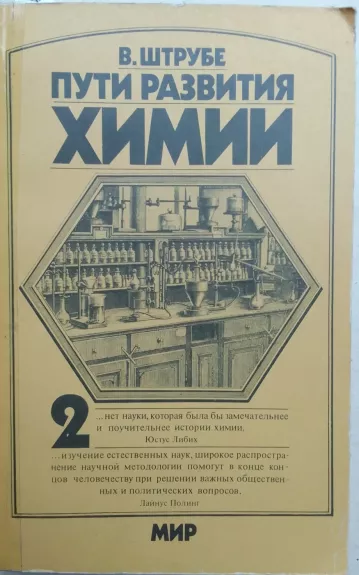 В. ШТРУБЕ
ПУТИ РАЗВИТИЯ
ХИМИИ
2
...нет науки, которая была бы замечательнее
и поучительнее истории химии.
Юстус Либих
...изучение естественных наук, широкое распростра-
нение научной методологии помогут в конце кон-
цов человечеству при решении важных обществен-
ных и политических вопросов.
Лайнус Полинг
МИР